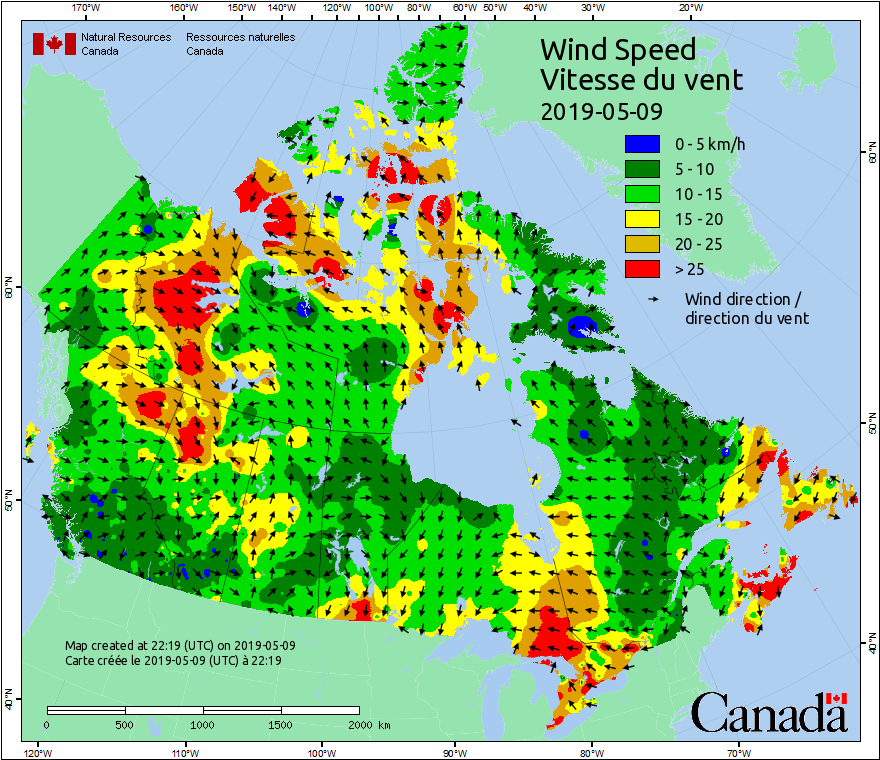 170°W 160°W 150°W 140°W 120°W 100°W 80°W 60°W 50°W 40°W 30°W 20°W
Natural Resources Ressources naturelles
Canada Canada
Wind Speed
Vitesse du vent
2019-05-09
0 - 5 km/h
5 - 10
10 - 15
15 - 20
20 - 25
> 25
Wind direction /
direction du vent
60°N
60°N
50°N
50°N
40°N
40°N
Map created at 22:19 (UTC) on 2019-05-09
Carte créée le 2019-05-09 (UTC) à 22:19
0 500 1000 1500 2000 km
Canada
120°W 110°W 100°W 90°W 80°W 70°W